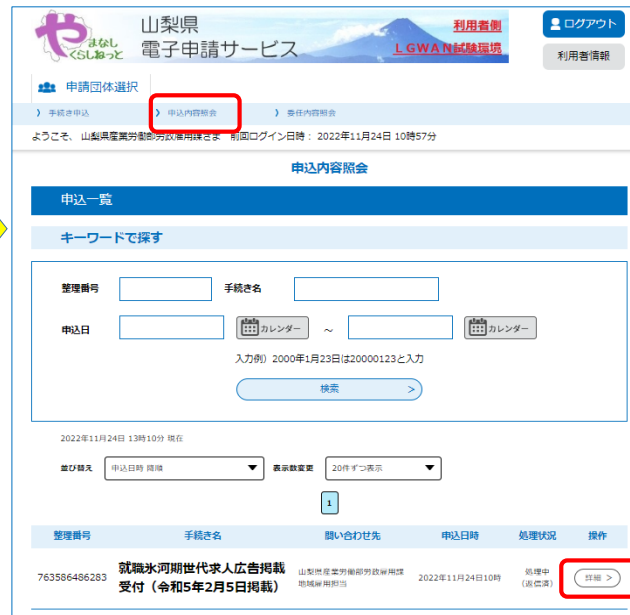 やまなし
くらしねっと
山梨県
電子申請サービス
利用者側
LGWAN試験環境
ログアウト
利用者情報
申請団体選択
手続き申込
申込内容照会
委任内容照会
ようこそ、 山梨県産業労働部労政雇用課さま 前回ログイン日時： 2022年11月24日 10時57分
申込内容照会
申込一覧
キーワードで探す
整理番号
手続き名
申込日
カレンダー
～
カレンダー
入力例）2000年1月23日は20000123と入力
検索 >
2022年11月24日 13時10分 現在
並び替え 申込日時 降順 ▼ 表示数変更 20件ずつ表示 ▼
1
整理番号 手続き名 問い合わせ先 申込日時 処理状況 操作
763586486283 就職氷河期世代求人広告掲載 山梨県産業労働部労政雇用課 2022年11月24日10時 処理中 詳細 >
受付（令和5年2月5日掲載） 地域雇用担当 （返信済）